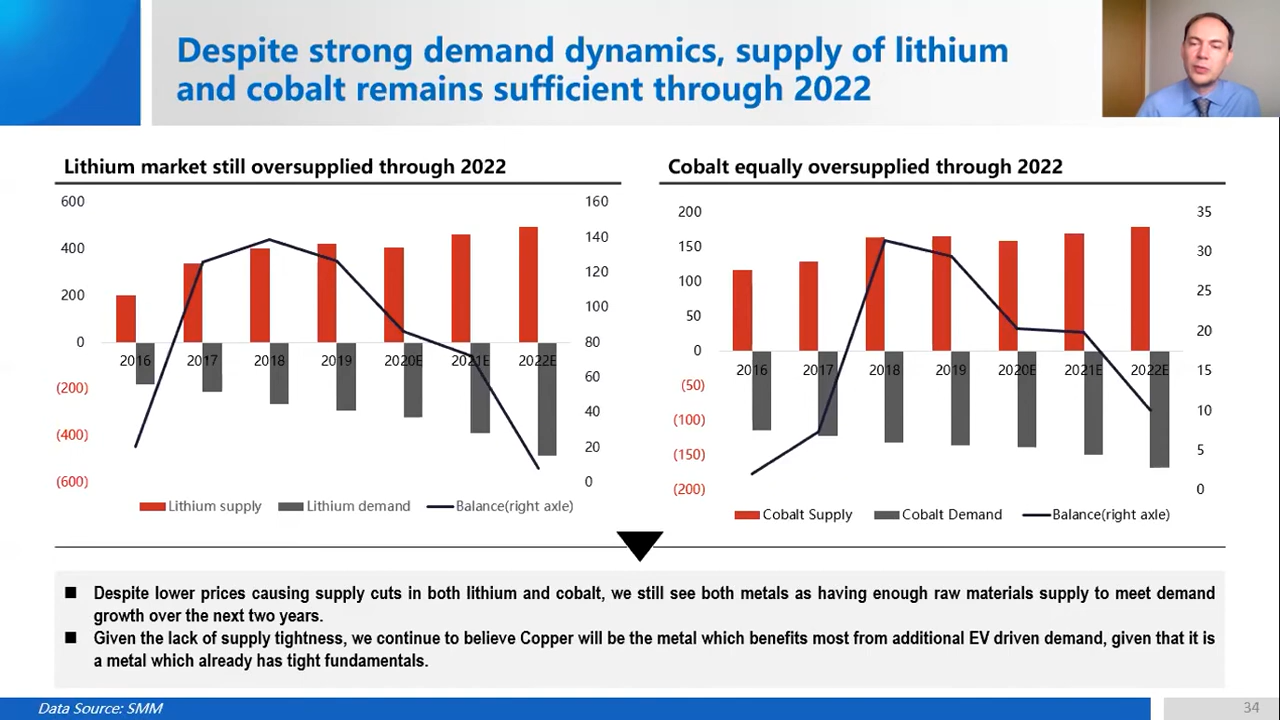 Despite strong demand dynamics, supply of lithium
and cobalt remains sufficient through 2022
Lithium market still oversupplied through 2022
600
400
200
0
(200)
(400)
(600)
160
140
120
100
80
60
40
20
0
2016
2017
2018
2019
2020E
2021E
2022E
Lithium supply
Lithium demand
Balance(right axle)
Cobalt equally oversupplied through 2022
200
150
100
50
0
(50)
(100)
(150)
(200)
35
30
25
20
15
10
5
0
2016
2017
2018
2019
2020E
2021E
2022E
Cobalt Supply
Cobalt Demand
Balance(right axle)
Despite lower prices causing supply cuts in both lithium and cobalt, we still see both metals as having enough raw materials supply to meet demand
growth over the next two years.
Given the lack of supply tightness, we continue to believe Copper will be the metal which benefits most from additional EV driven demand, given that it is
a metal which already has tight fundamentals.
Data Source: SMM
34